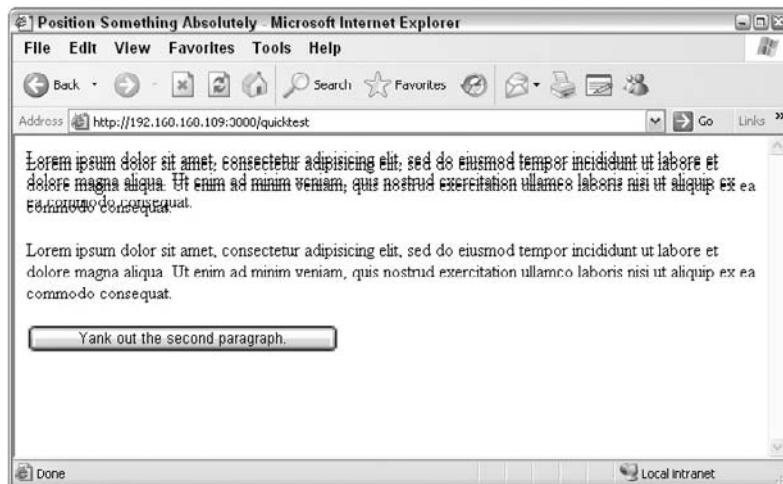 Position Something Absolutely - Microsoft Internet Explorer
File Edit View Favorites Tools Help
Back Search Favorites
Address http://192.160.160.109:3000/quicktest Go Links »
Lorem ipsum dolor sit amet, consectetur adipisicing elit, sed do eiusmod tempor incididunt ut labore et
dolore magna aliqua. Ut enim ad minim veniam, quis nostrud exercitation ullamco laboris nisi ut aliquip ex ea
commodo consequat.
Lorem ipsum dolor sit amet, consectetur adipisicing elit, sed do eiusmod tempor incididunt ut labore et
dolore magna aliqua. Ut enim ad minim veniam, quis nostrud exercitation ullamco laboris nisi ut aliquip ex ea
commodo consequat.
Yank out the second paragraph.
Done Local intranet